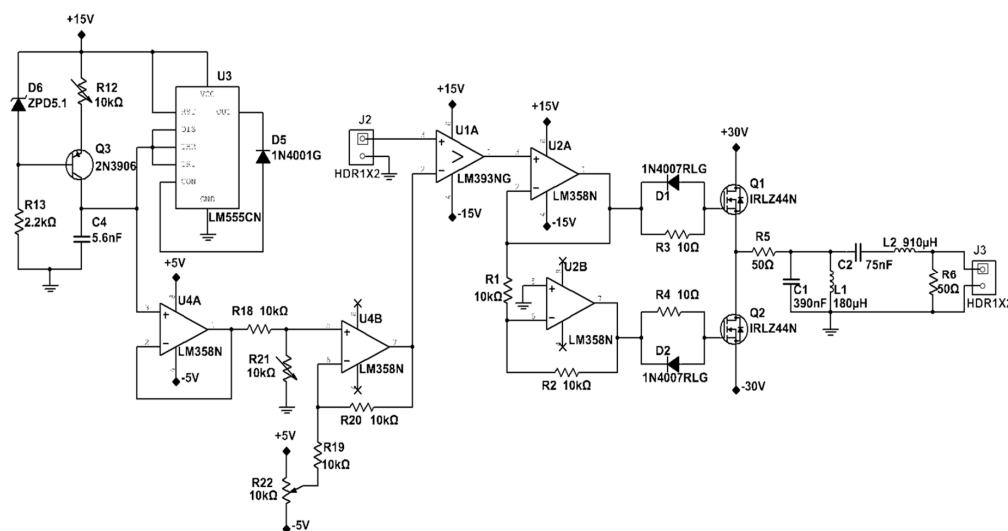 +15V
D6
ZPD5.1
R12
10kΩ
U3
VCC
RST
OUT
DIS
THR
TRI
CON
GND
LM555CN
D5
1N4001G
Q3
2N3906
R13
2.2kΩ
C4
5.6nF
+5V
U4A
LM358N
-5V
R18 10kΩ
R21
10kΩ
U4B
LM358N
R20 10kΩ
R19
10kΩ
+5V
R22
10kΩ
-5V
J2
HDR1X2
+15V
U1A
LM393NG
-15V
+15V
U2A
LM358N
-15V
R1
10kΩ
U2B
LM358N
R2 10kΩ
1N4007RLG
D1
R3 10Ω
R4 10Ω
D2
1N4007RLG
+30V
Q1
IRLZ44N
Q2
IRLZ44N
-30V
R5
50Ω
C1
390nF
L1
180µH
C2
75nF
L2 910µH
R6
50Ω
J3
HDR1X2